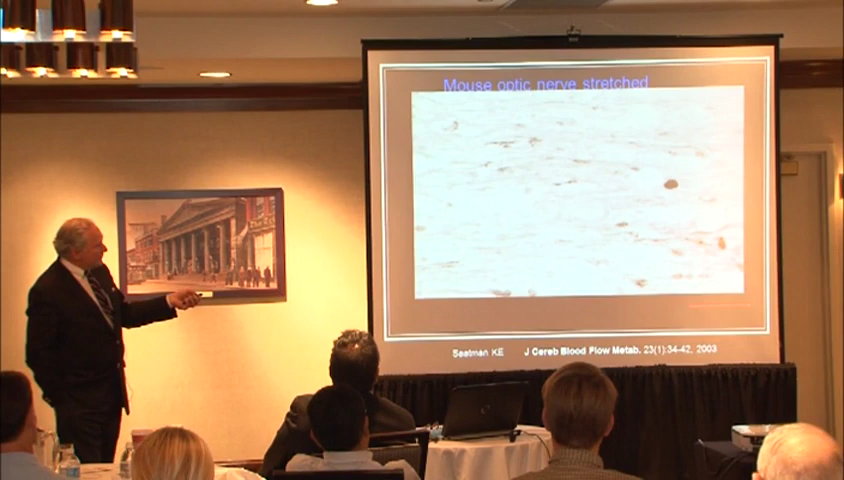 Mouse optic nerve stretched
Saatman KE J Cereb Blood Flow Metab. 23(1):34-42, 2003